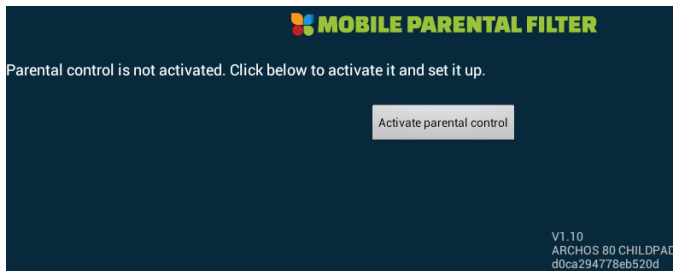 MOBILE PARENTAL FILTER
Parental control is not activated. Click below to activate it and set it up.
Activate parental control
V1.10
ARCHOS 80 CHILDPAD
d0ca294778eb520d